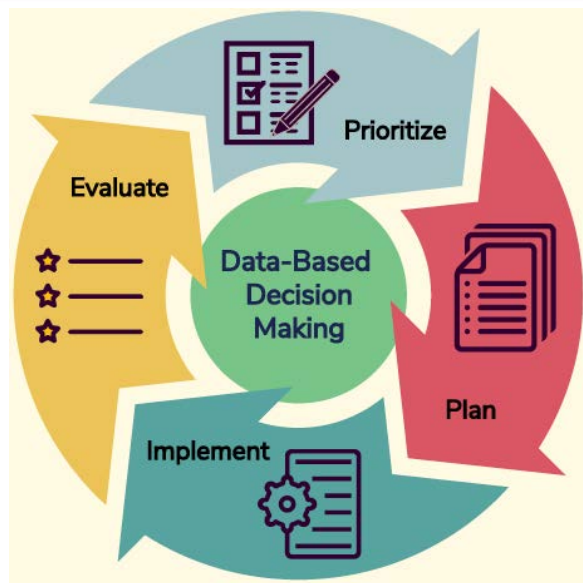 Prioritize
Evaluate
Data-Based
Decision
Making
Plan
Implement